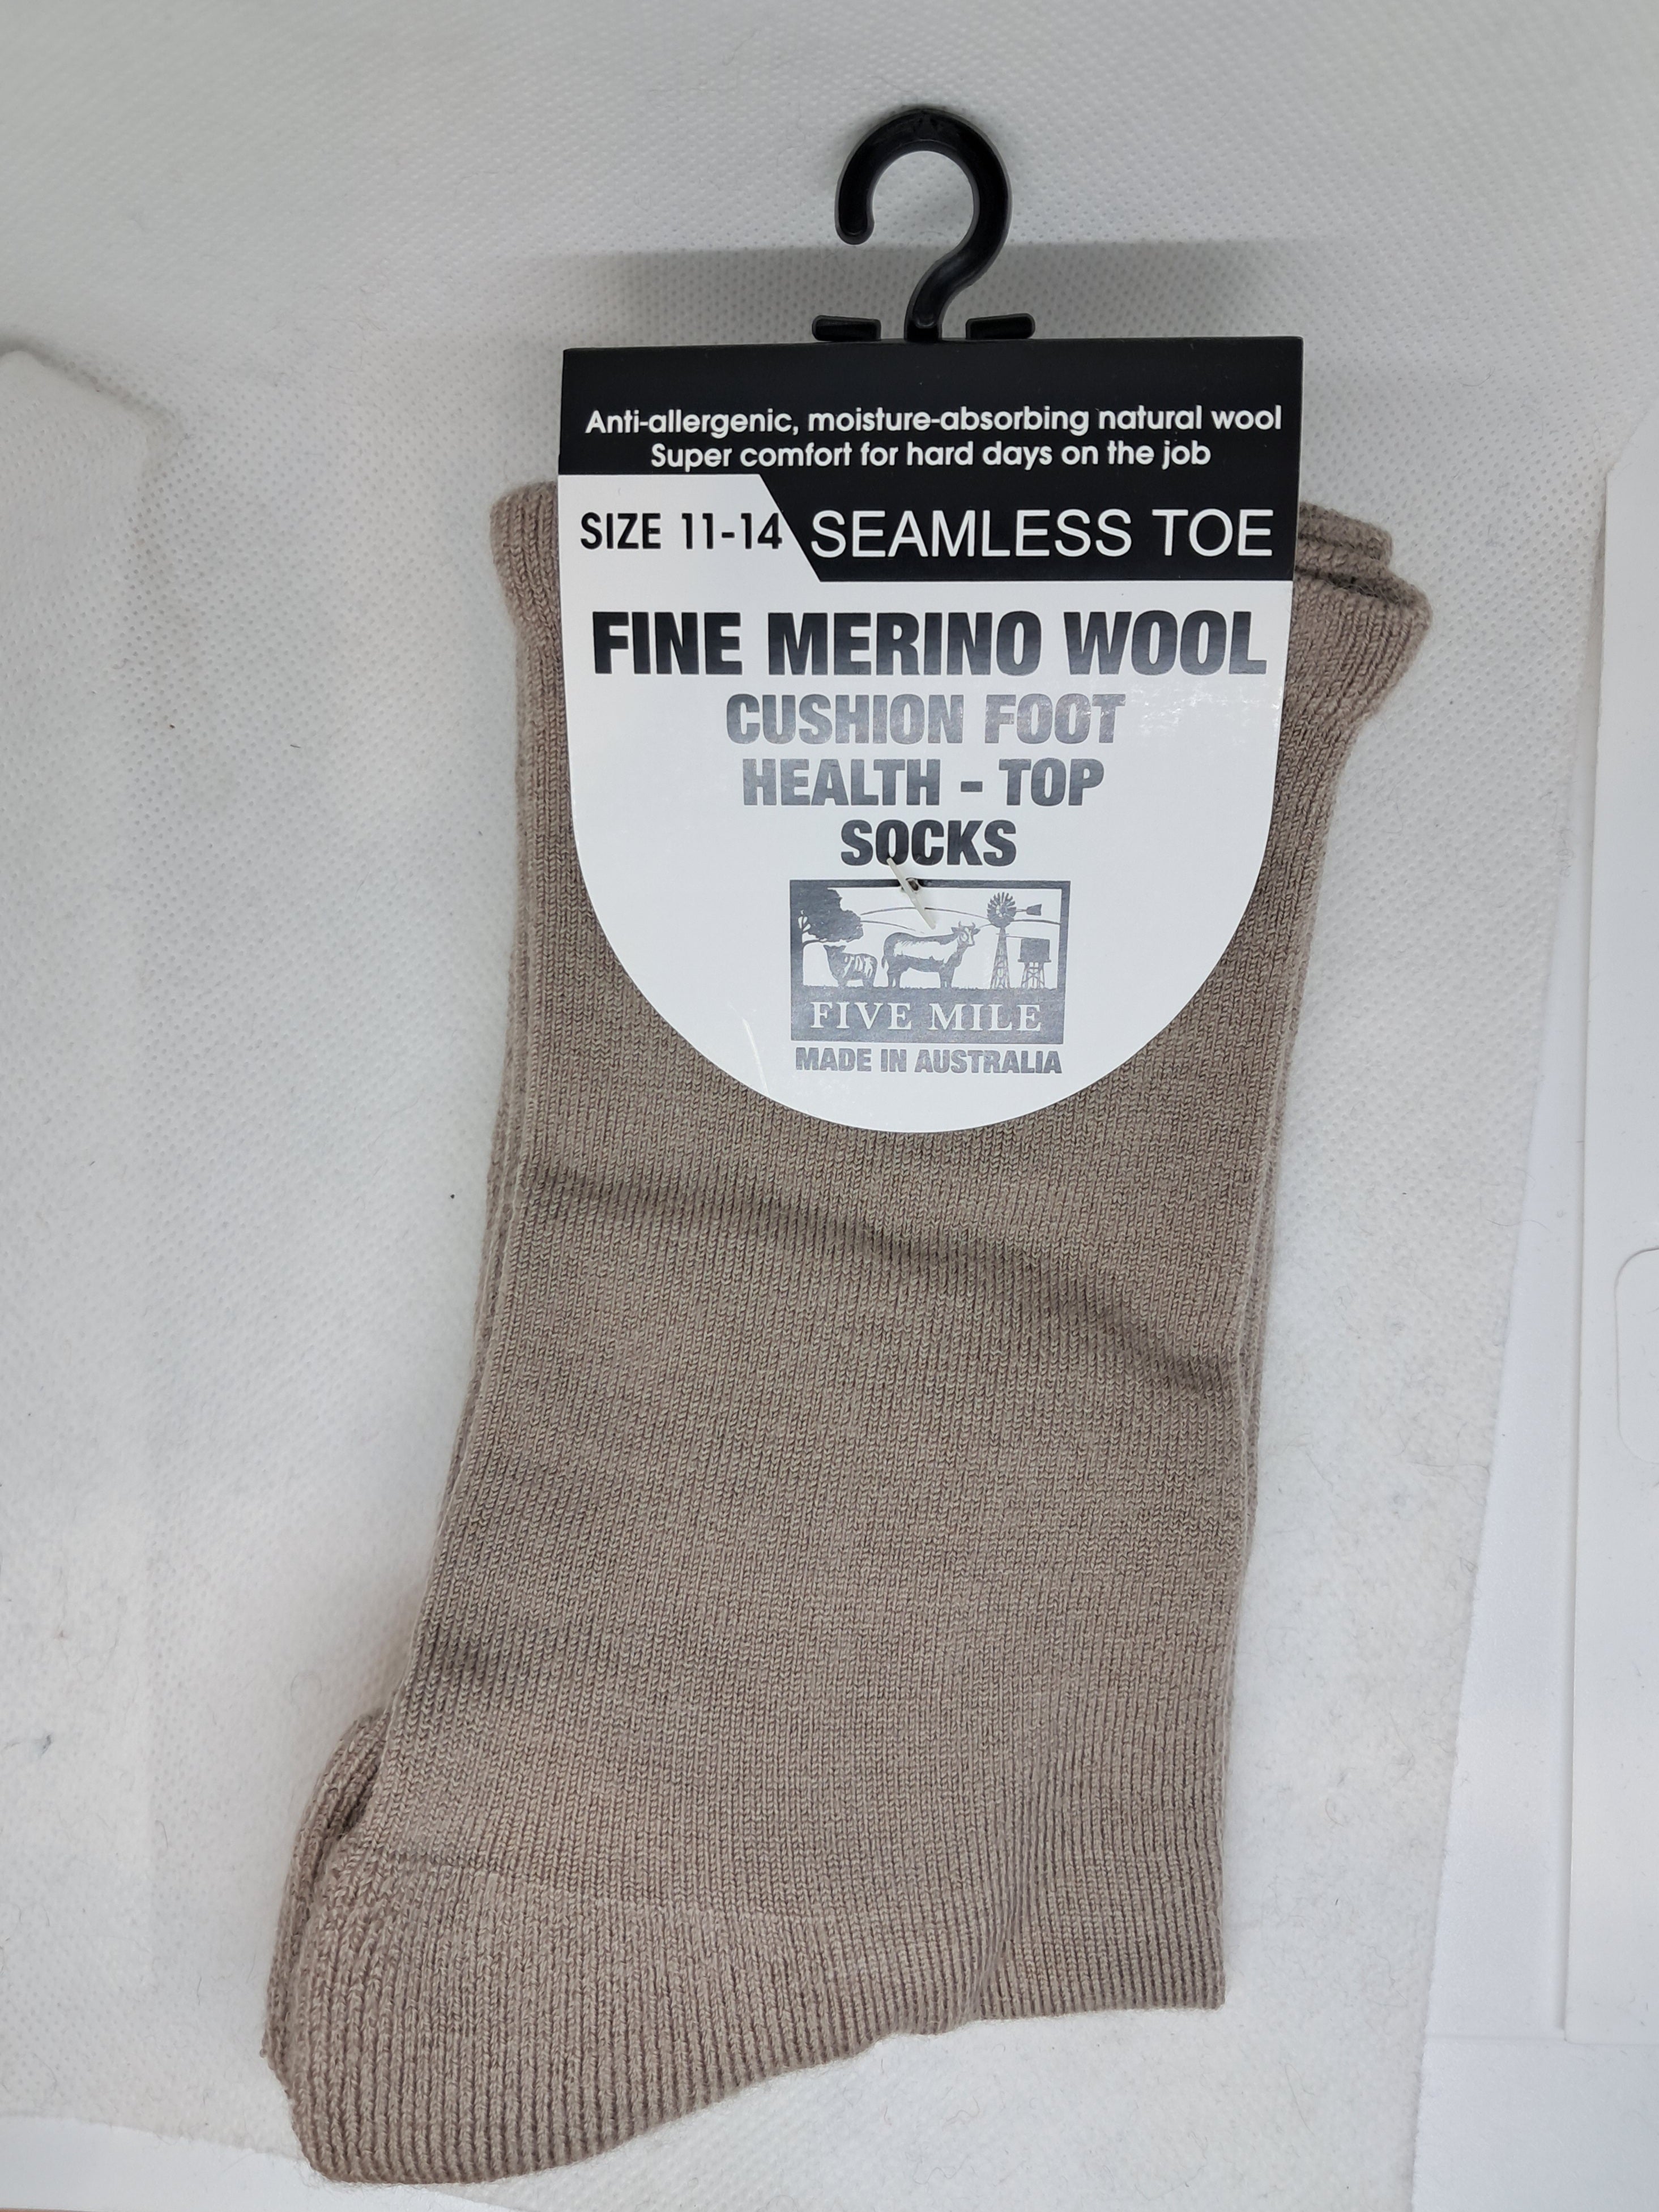 Anti-allergenic, moisture-absorbing natural wool
Super comfort for hard days on the job
SIZE 11-14 SEAMLESS TOE
FINE MERINO WOOL
CUSHION FOOT
HEALTH - TOP
SOCKS
FIVE MILE
MADE IN AUSTRALIA